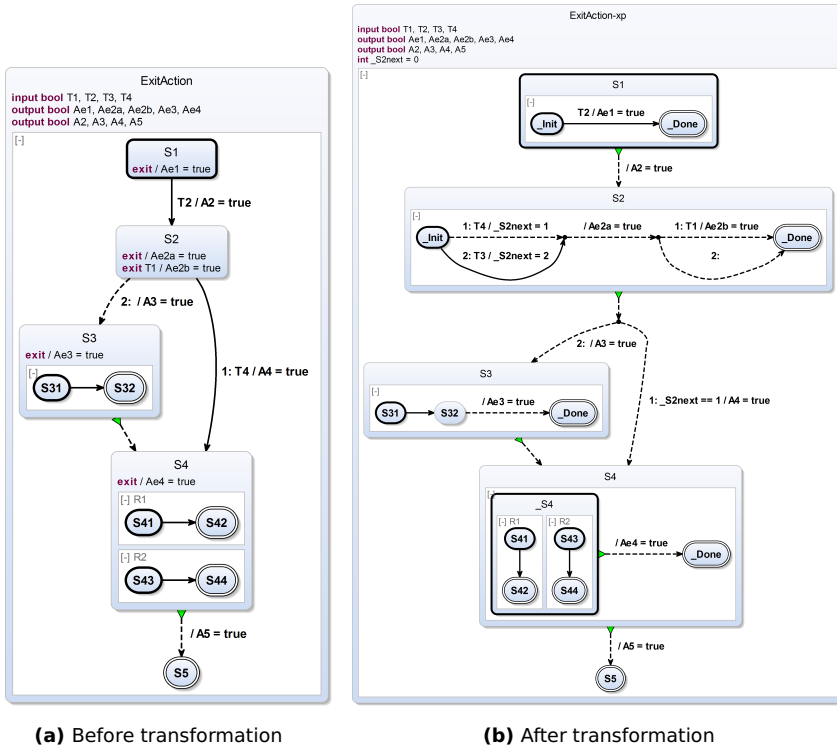 ExitAction
input bool T1, T2, T3, T4
output bool Ae1, Ae2a, Ae2b, Ae3, Ae4
output bool A2, A3, A4, A5
[-]
S1
exit / Ae1 = true
T2 / A2 = true
S2
exit / Ae2a = true
exit T1 / Ae2b = true
2: / A3 = true
S3
exit / Ae3 = true
[-]
S31
S32
1: T4 / A4 = true
S4
exit / Ae4 = true
[-] R1
S41
S42
[-] R2
S43
S44
/ A5 = true
S5
(a) Before transformation
ExitAction-xp
input bool T1, T2, T3, T4
output bool Ae1, Ae2a, Ae2b, Ae3, Ae4
output bool A2, A3, A4, A5
int _S2next = 0
[-]
S1
[-]
_Init
T2 / Ae1 = true
_Done
/ A2 = true
S2
[-]
_Init
1: T4 / _S2next = 1
2: T3 / _S2next = 2
/ Ae2a = true
1: T1 / Ae2b = true
2:
_Done
2: / A3 = true
1: _S2next == 1 / A4 = true
S3
[-]
S31
S32
/ Ae3 = true
_Done
S4
[-]
_S4
[-] R1
S41
S42
[-] R2
S43
S44
/ Ae4 = true
_Done
/ A5 = true
S5
(b) After transformation